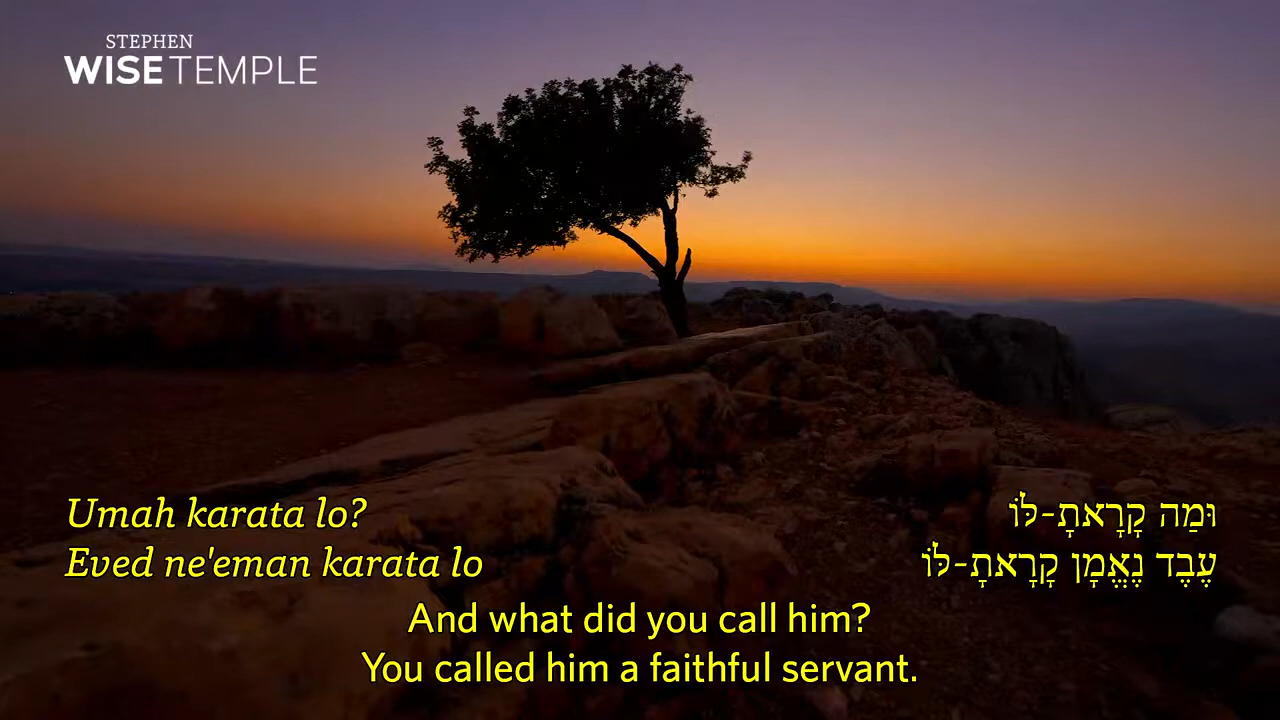 STEPHEN
WISE TEMPLE
Umah karata lo?
Eved ne'eman karata lo
וּמַה קָרָאתָ-לּוֹ
עֶבֶד נֶאֱמָן קָרָאתָ-לּוֹ
And what did you call him?
You called him a faithful servant.